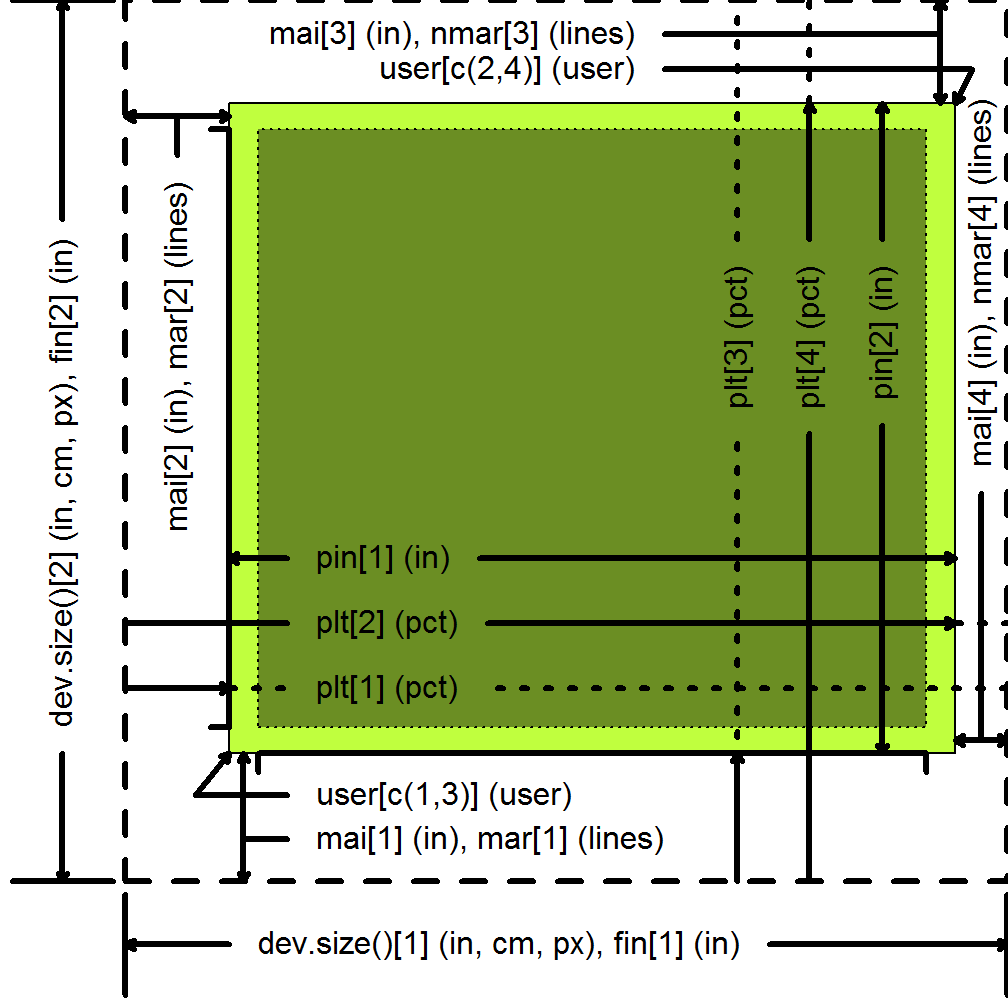 mai[3] (in), nmar[3] (lines)
user[c(2,4)] (user)
dev.size()[2] (in, cm, px), fin[2] (in)
mai[2] (in), mar[2] (lines)
plt[3] (pct)
plt[4] (pct)
pin[2] (in)
mai[4] (in), nmar[4] (lines)
pin[1] (in)
plt[2] (pct)
plt[1] (pct)
user[c(1,3)] (user)
mai[1] (in), mar[1] (lines)
dev.size()[1] (in, cm, px), fin[1] (in)